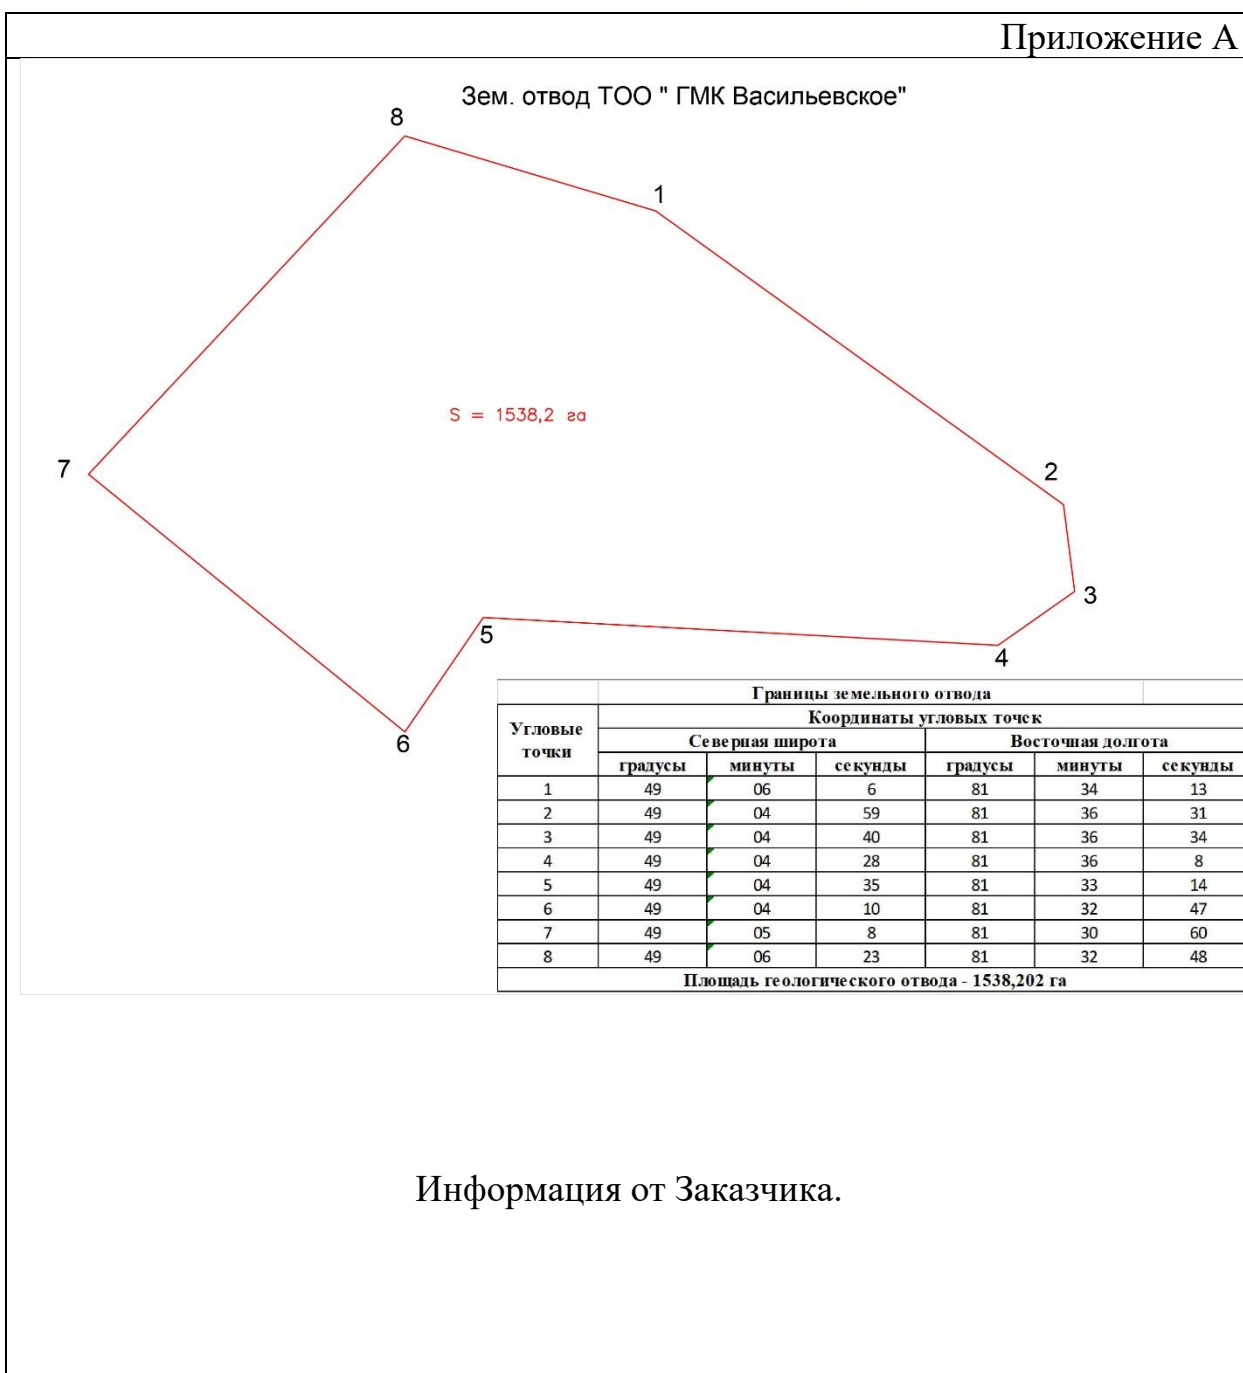 Приложение А
Зем. отвод ТОО " ГМК Васильевское"
8
1
S = 1538,2 га
7
2
3
5
4
6
Границы земельного отвода
Угловые точки
Координаты угловых точек
Северная широта Восточная долгота
градусы минуты секунды градусы минуты секунды
1 49 06 6 81 34 13
2 49 04 59 81 36 31
3 49 04 40 81 36 34
4 49 04 28 81 36 8
5 49 04 35 81 33 14
6 49 04 10 81 32 47
7 49 05 8 81 30 60
8 49 06 23 81 32 48
Площадь геологического отвода - 1538,202 га
Информация от Заказчика.